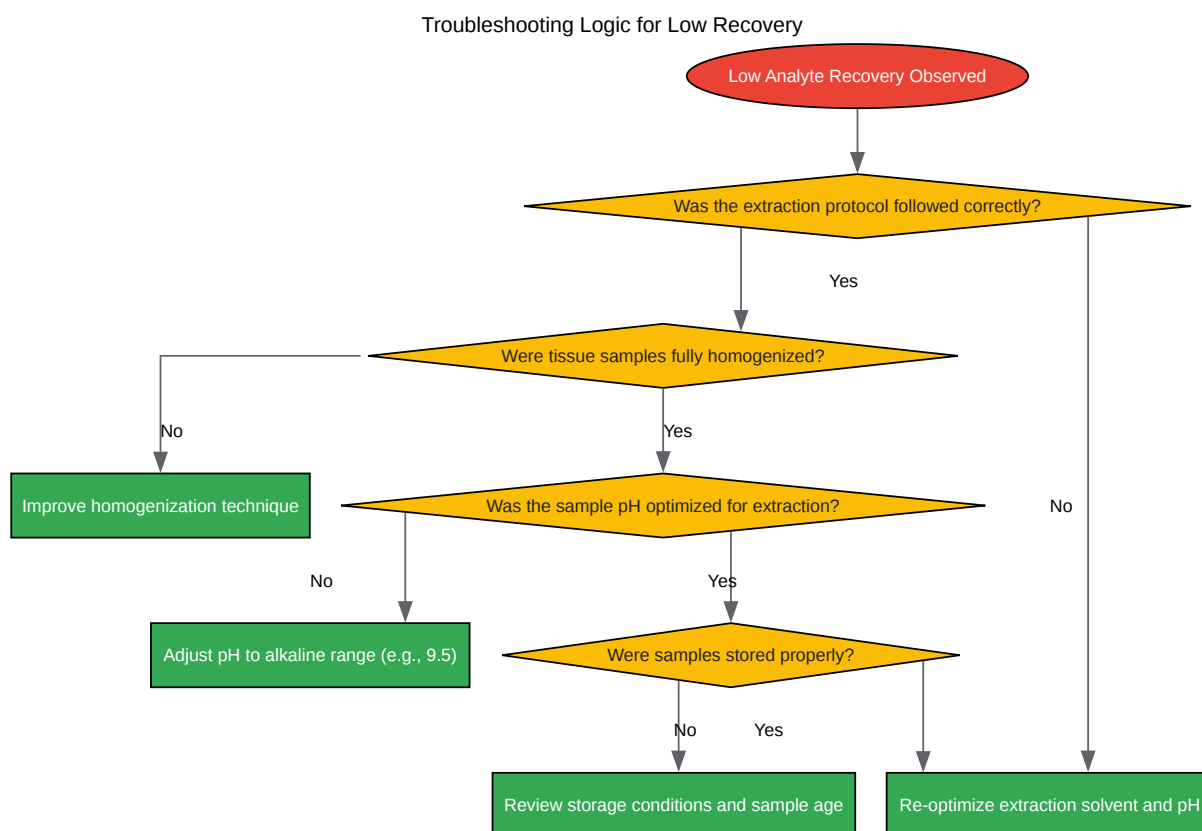 Troubleshooting Logic for Low Recovery
Low Analyte Recovery Observed
Was the extraction protocol followed correctly?
Yes
Were tissue samples fully homogenized?
No
Yes
Improve homogenization technique
Was the sample pH optimized for extraction?
No
No
Yes
Adjust pH to alkaline range (e.g., 9.5)
Were samples stored properly?
No
Yes
Review storage conditions and sample age
Re-optimize extraction solvent and pH